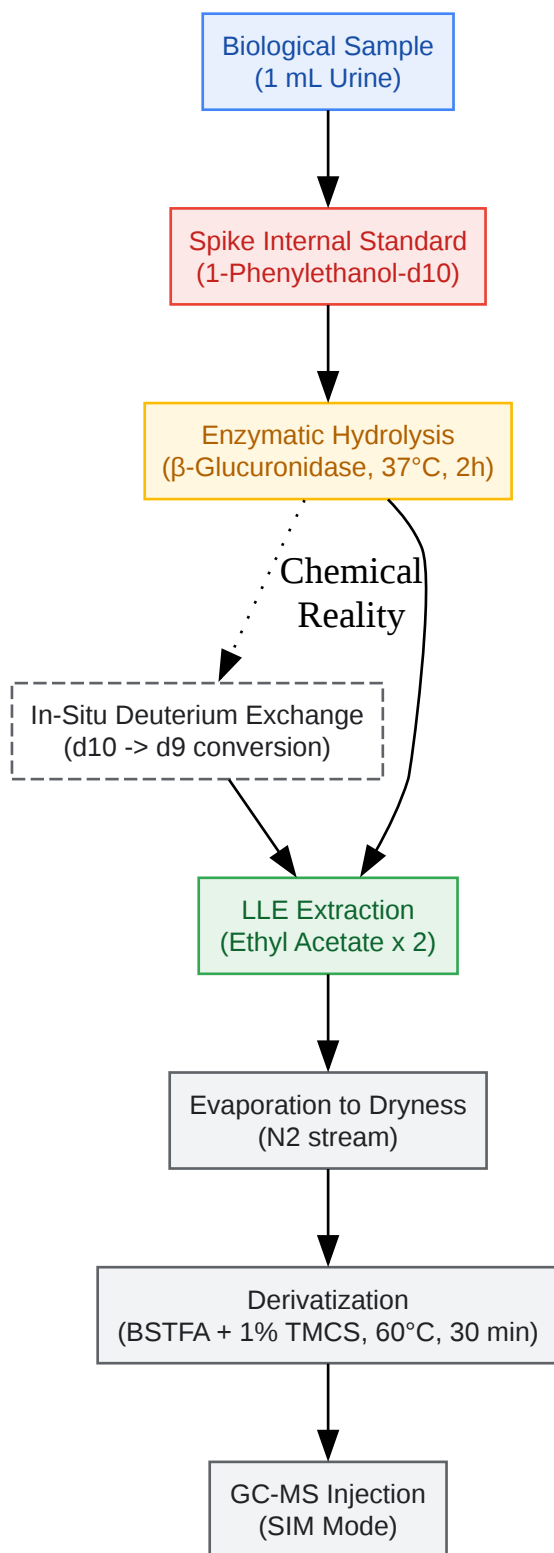 Biological Sample
(1 mL Urine)
Spike Internal Standard
(1-Phenylethanol-d10)
Enzymatic Hydrolysis
(β-Glucuronidase, 37°C, 2h)
Chemical
Reality
In-Situ Deuterium Exchange
(d10 -> d9 conversion)
LLE Extraction
(Ethyl Acetate x 2)
Evaporation to Dryness
(N2 stream)
Derivatization
(BSTFA + 1% TMCS, 60°C, 30 min)
GC-MS Injection
(SIM Mode)